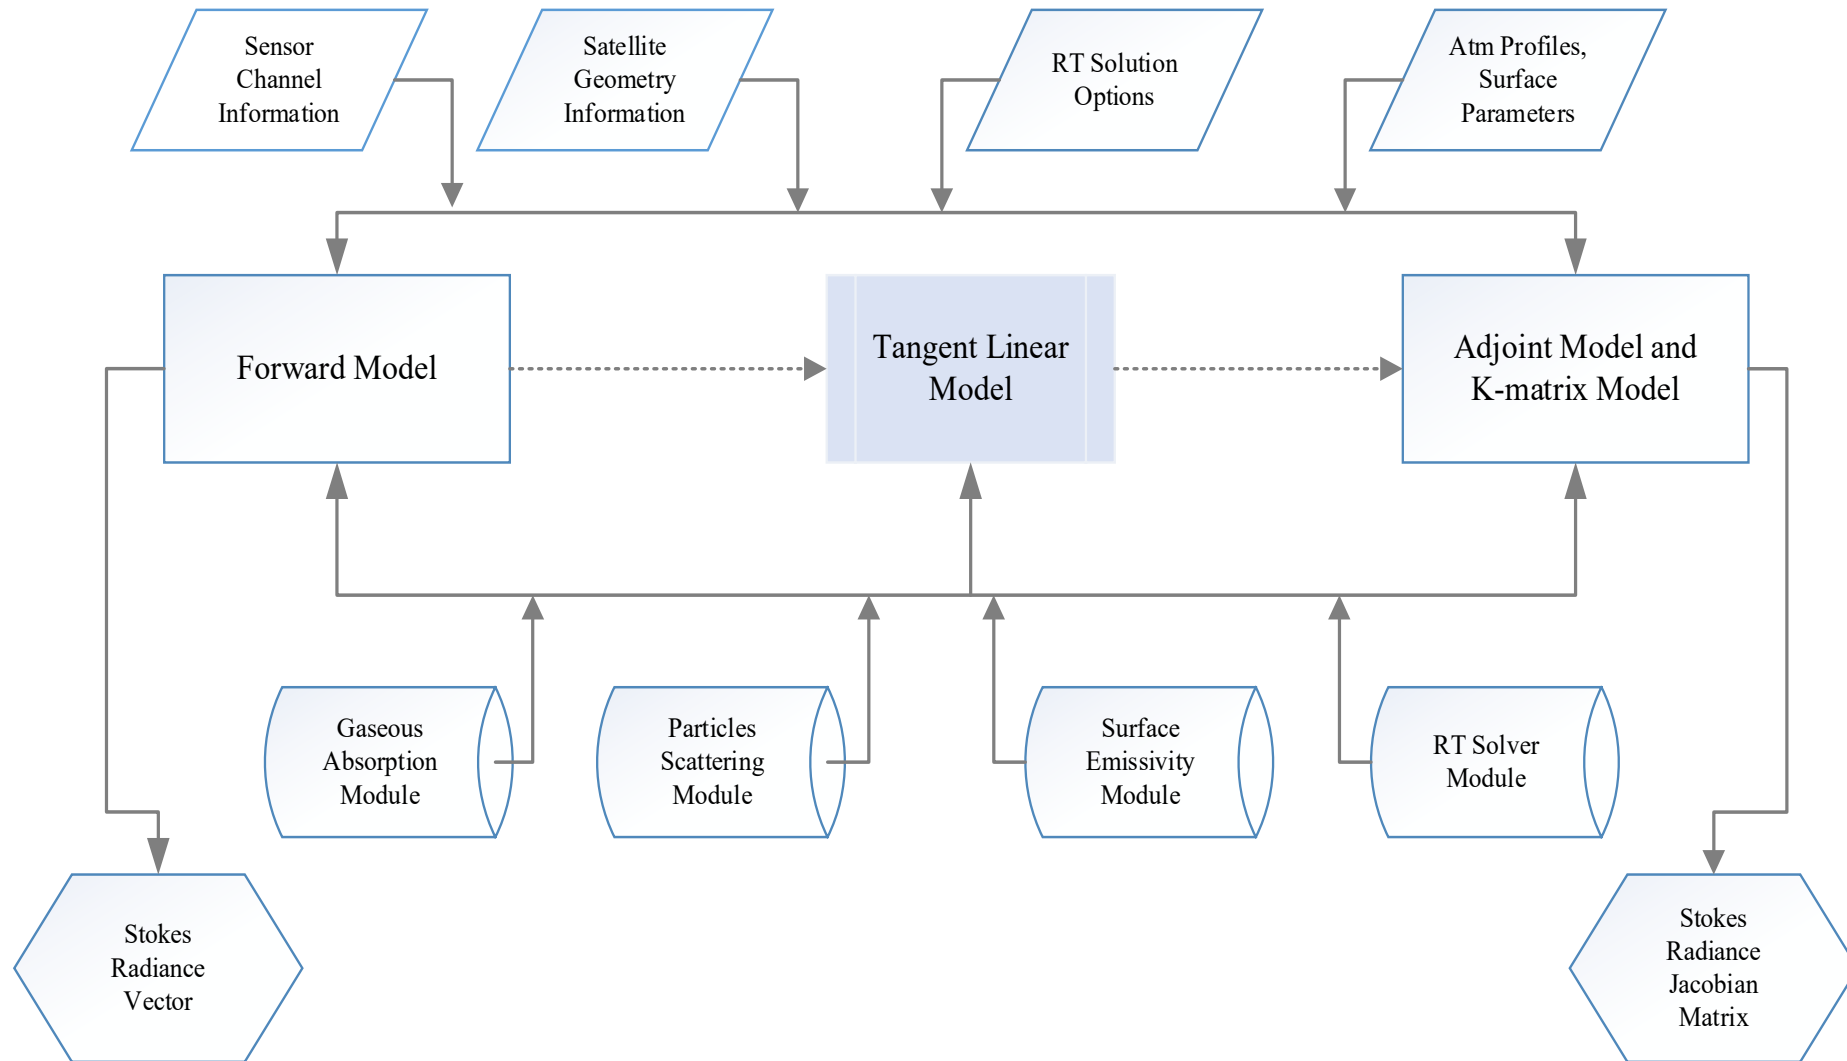 Sensor
Channel
Information
Satellite
Geometry
Information
RT Solution
Options
Atm Profiles,
Surface
Parameters
Forward Model
Tangent Linear
Model
Adjoint Model and
K-matrix Model
Gaseous
Absorption
Module
Particles
Scattering
Module
Surface
Emissivity
Module
RT Solver
Module
Stokes
Radiance
Vector
Stokes
Radiance
Jacobian
Matrix